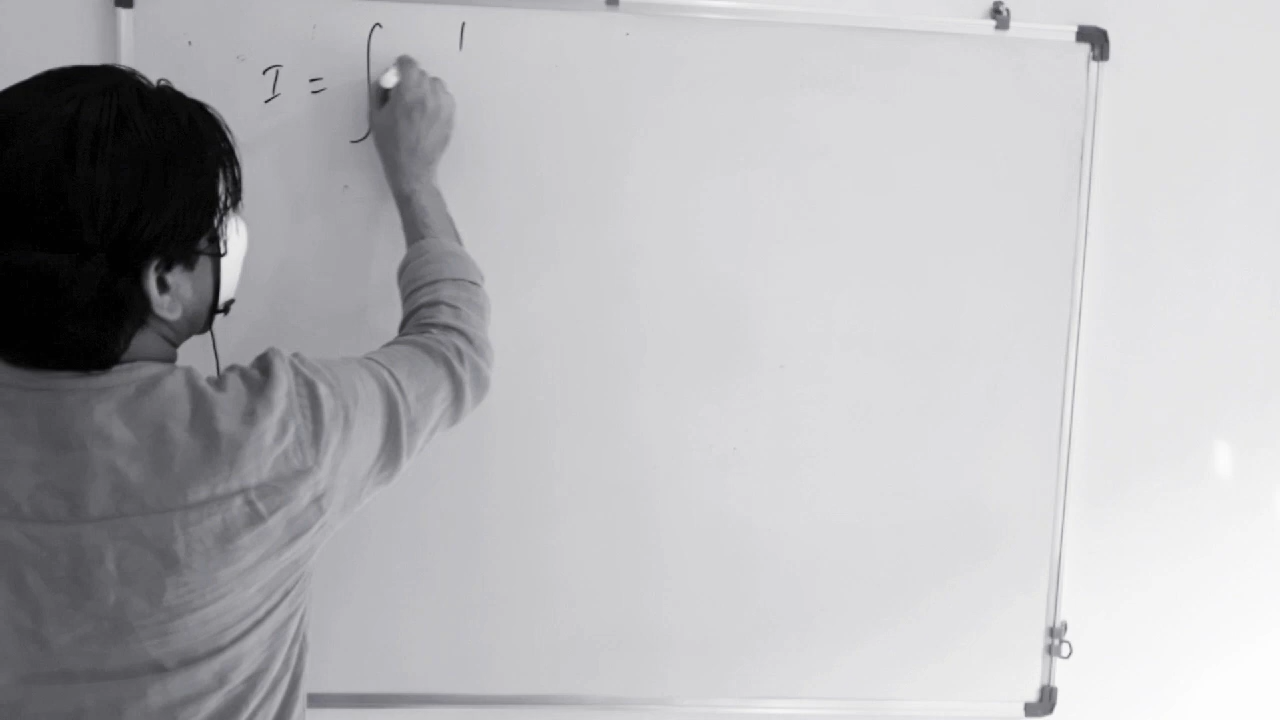 I = ∫ 1